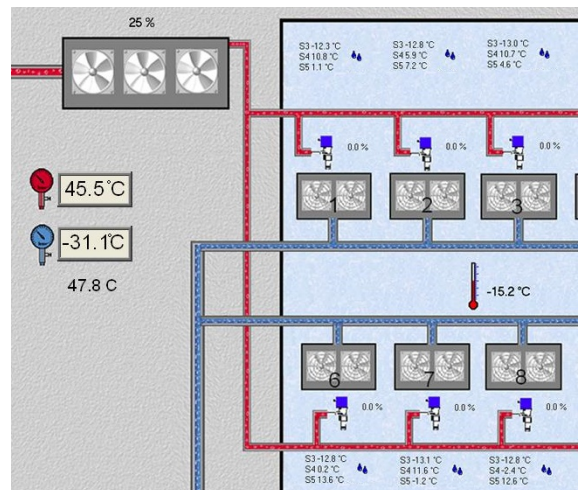 25 %
S3 -12.3 °C
S4 10.8 °C
S5 1.1 °C
S3 -12.8 °C
S4 5.9 °C
S5 7.2 °C
S3 -13.0 °C
S4 10.7 °C
S5 4.6 °C
0.0 %
0.0 %
0.0 %
1
2
3
45.5°C
-31.1°C
47.8 C
-15.2 °C
6
7
8
0.0 %
0.0 %
0.0 %
S3 -12.8 °C
S4 0.2 °C
S5 13.6 °C
S3 -13.1 °C
S4 11.6 °C
S5 -1.2 °C
S3 -12.8 °C
S4 -2.4 °C
S5 12.6 °C